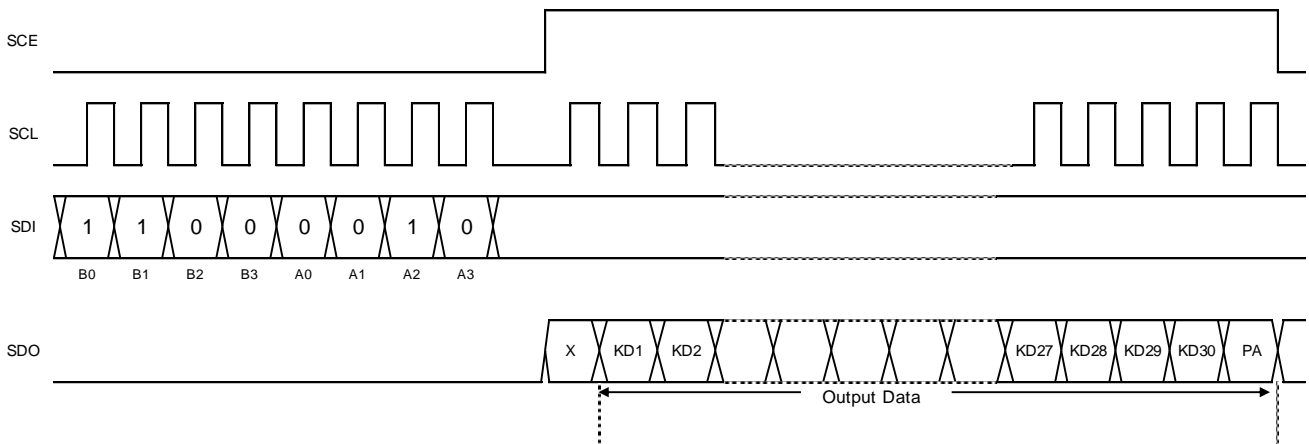 SCE
SCL
SDI 1 1 0 0 0 0 1 0
B0 B1 B2 B3 A0 A1 A2 A3
SDO X KD1 KD2 KD27 KD28 KD29 KD30 PA
Output Data